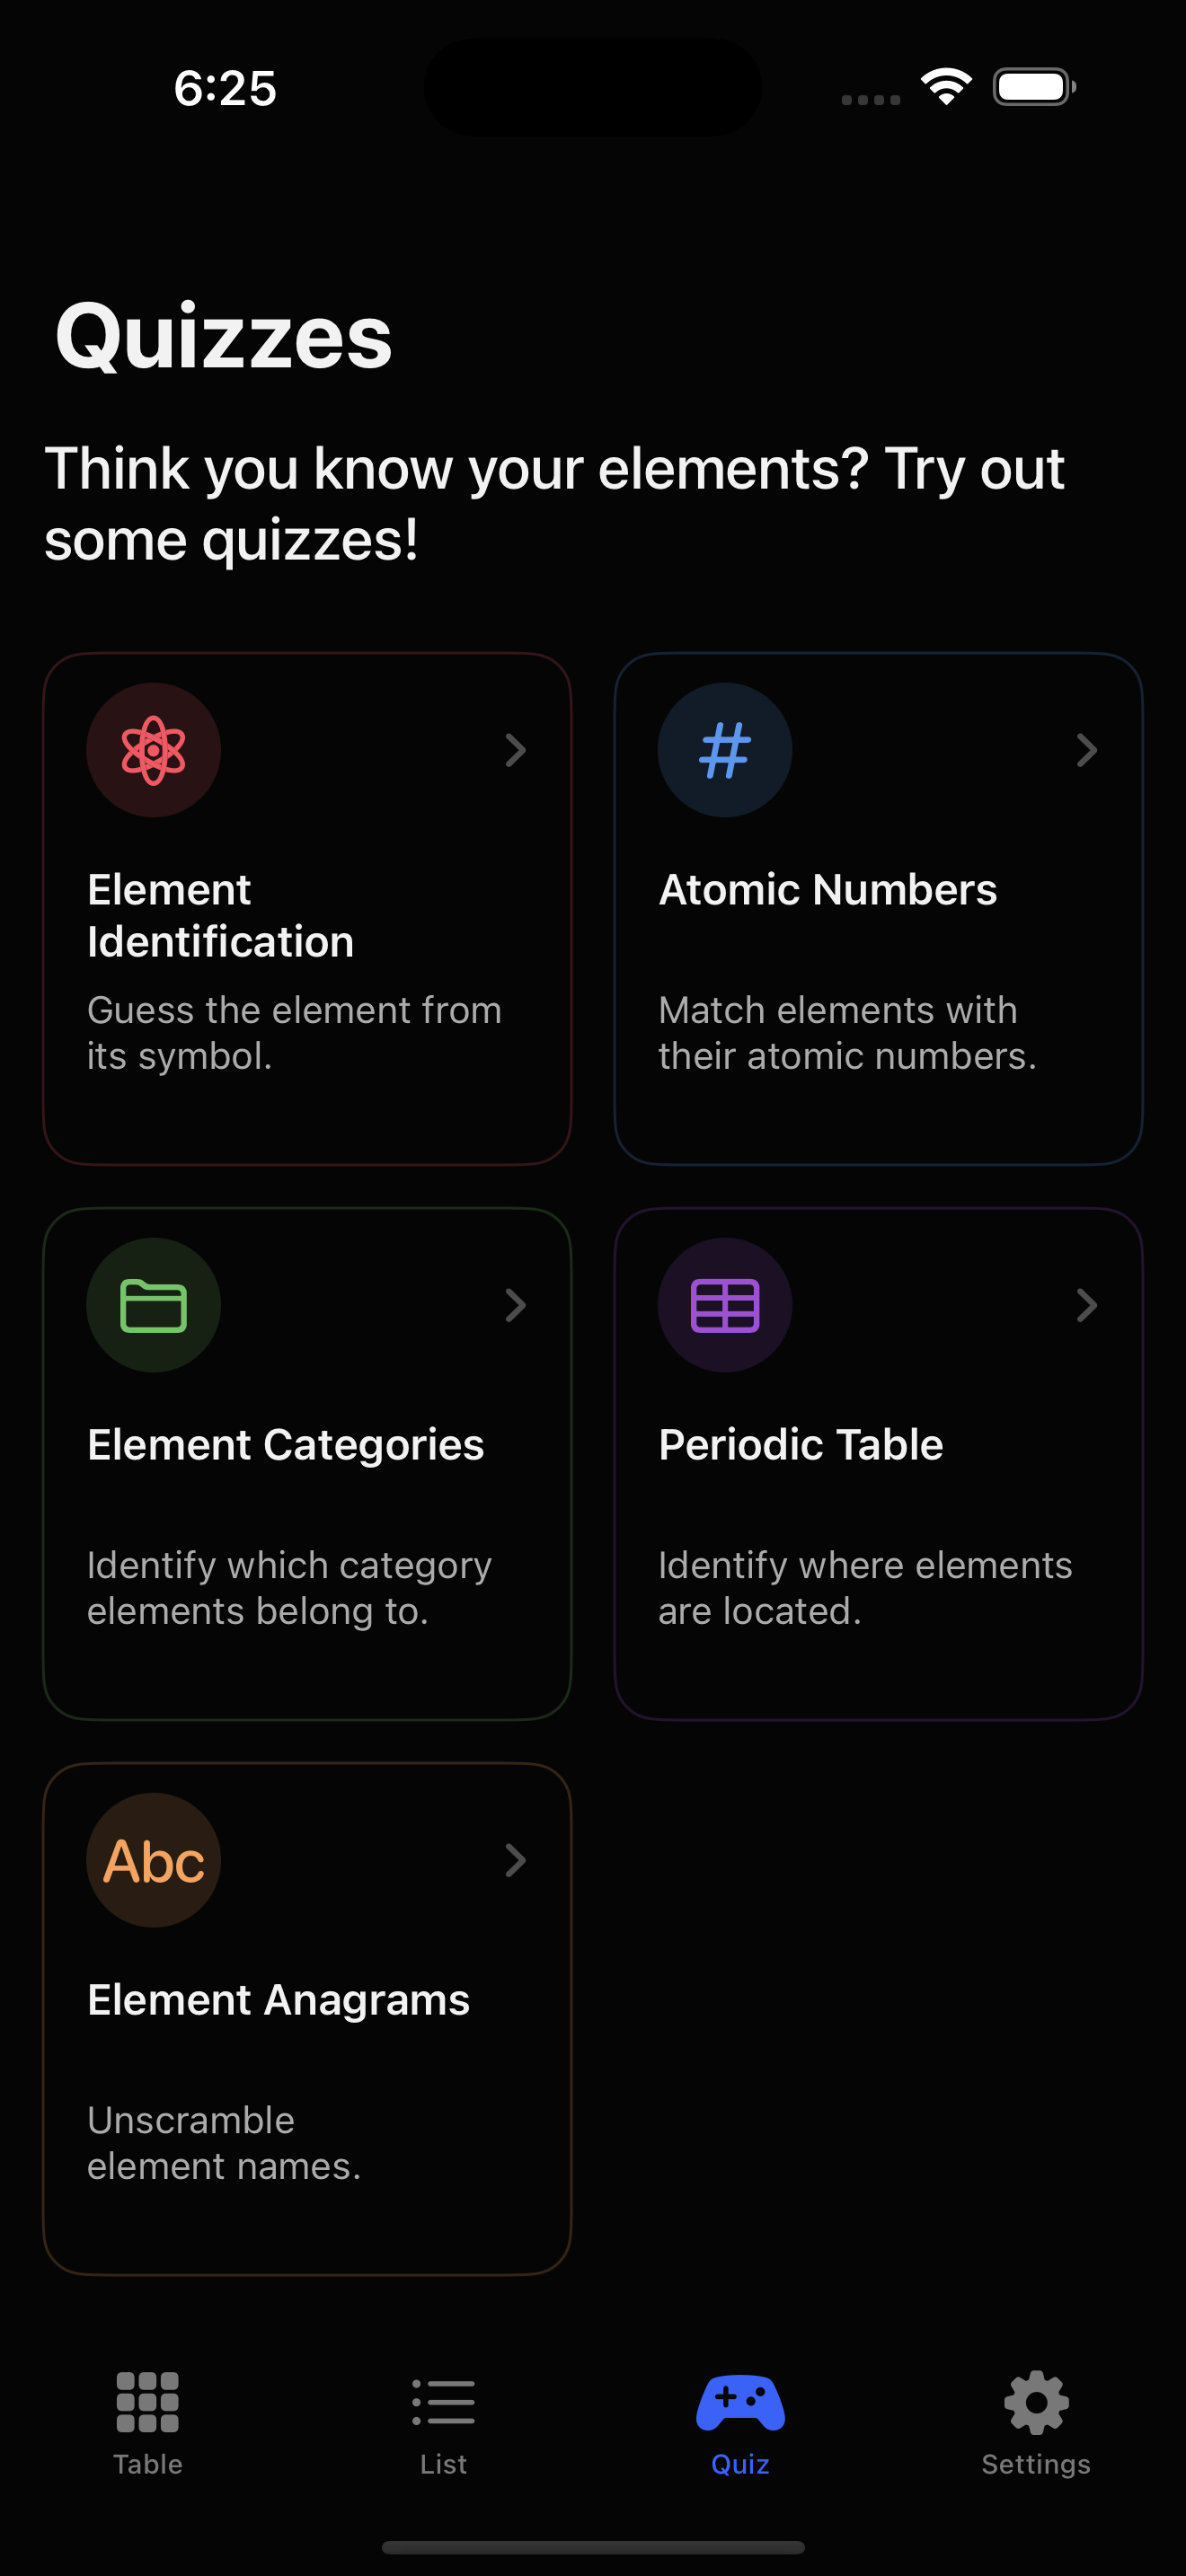 6:25
Quizzes
Think you know your elements? Try out
some quizzes!
Element
Identification
Guess the element from
its symbol.
#
Atomic Numbers
Match elements with
their atomic numbers.
Element Categories
Identify which category
elements belong to.
Periodic Table
Identify where elements
are located.
Abc
Element Anagrams
Unscramble
element names.
Table
List
Quiz
Settings